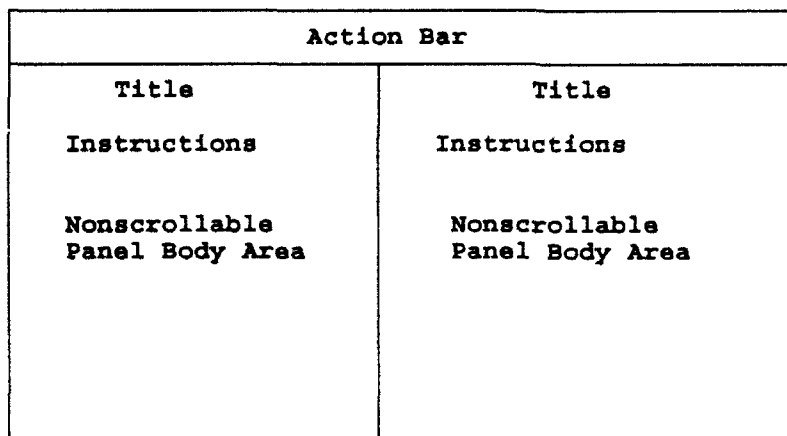 Action Bar
Title
Instructions
Nonscrollable
Panel Body Area
Title
Instructions
Nonscrollable
Panel Body Area